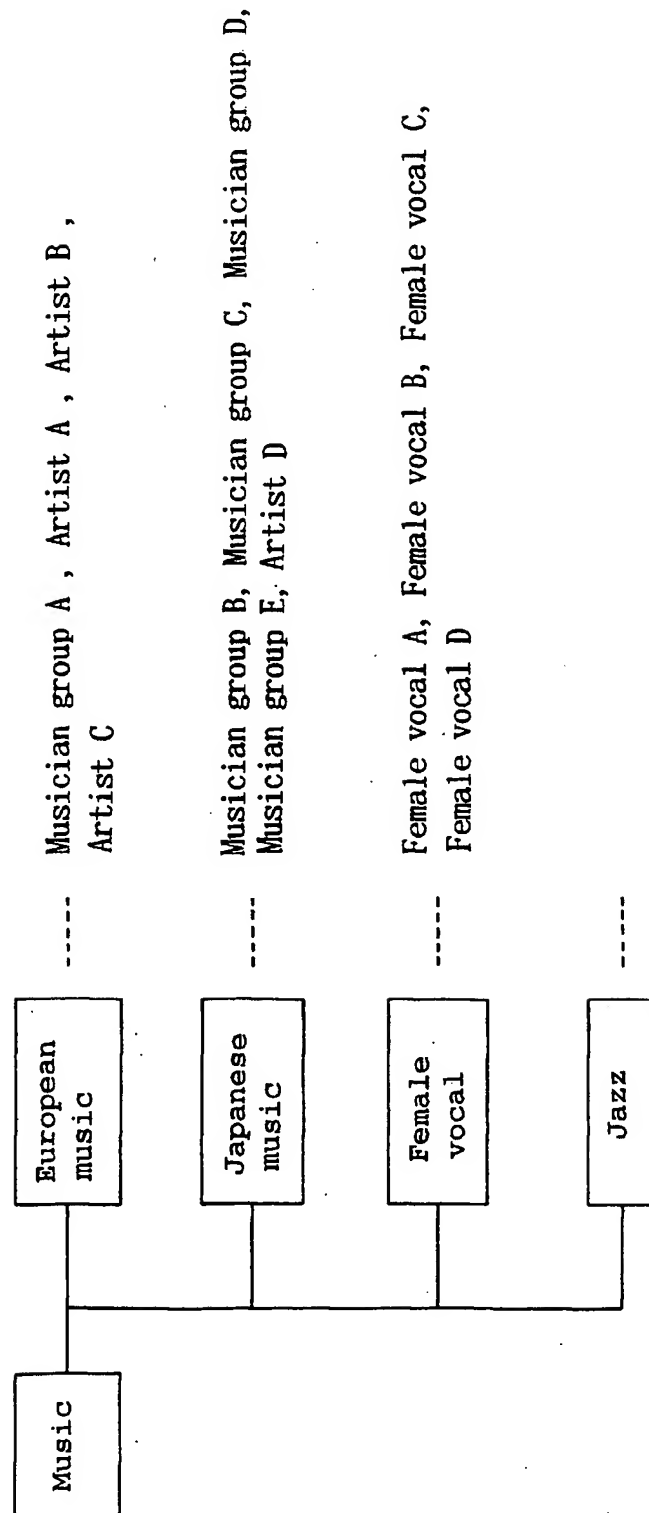 Music
European
music
Musician group A , Artist A , Artist B ,
Artist C
Japanese
music
Musician group B, Musician group C, Musician group D,
Musician group E, Artist D
Female
vocal
Female vocal A, Female vocal B, Female vocal C,
Female vocal D
Jazz